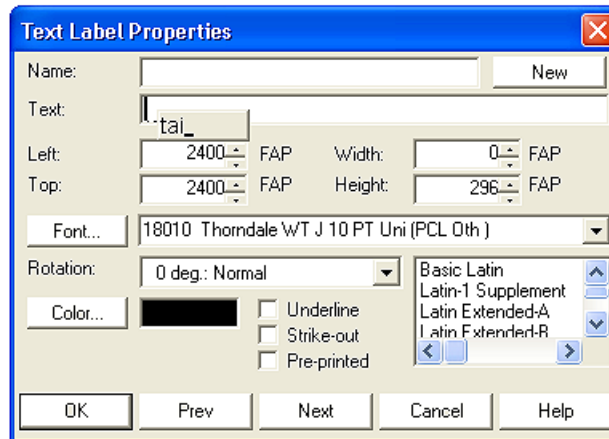 Text Label Properties
Name: New
Text:
tai_
Left: 2400 FAP Width: 0 FAP
Top: 2400 FAP Height: 296 FAP
Font... 18010 Thorndale WT J 10 PT Uni (PCL Oth )
Rotation: 0 deg.: Normal Basic Latin
Latin-1 Supplement
Color... Underline Latin Extended-A
Strike-out Latin Extended-B
Pre-printed
OK Prev Next Cancel Help